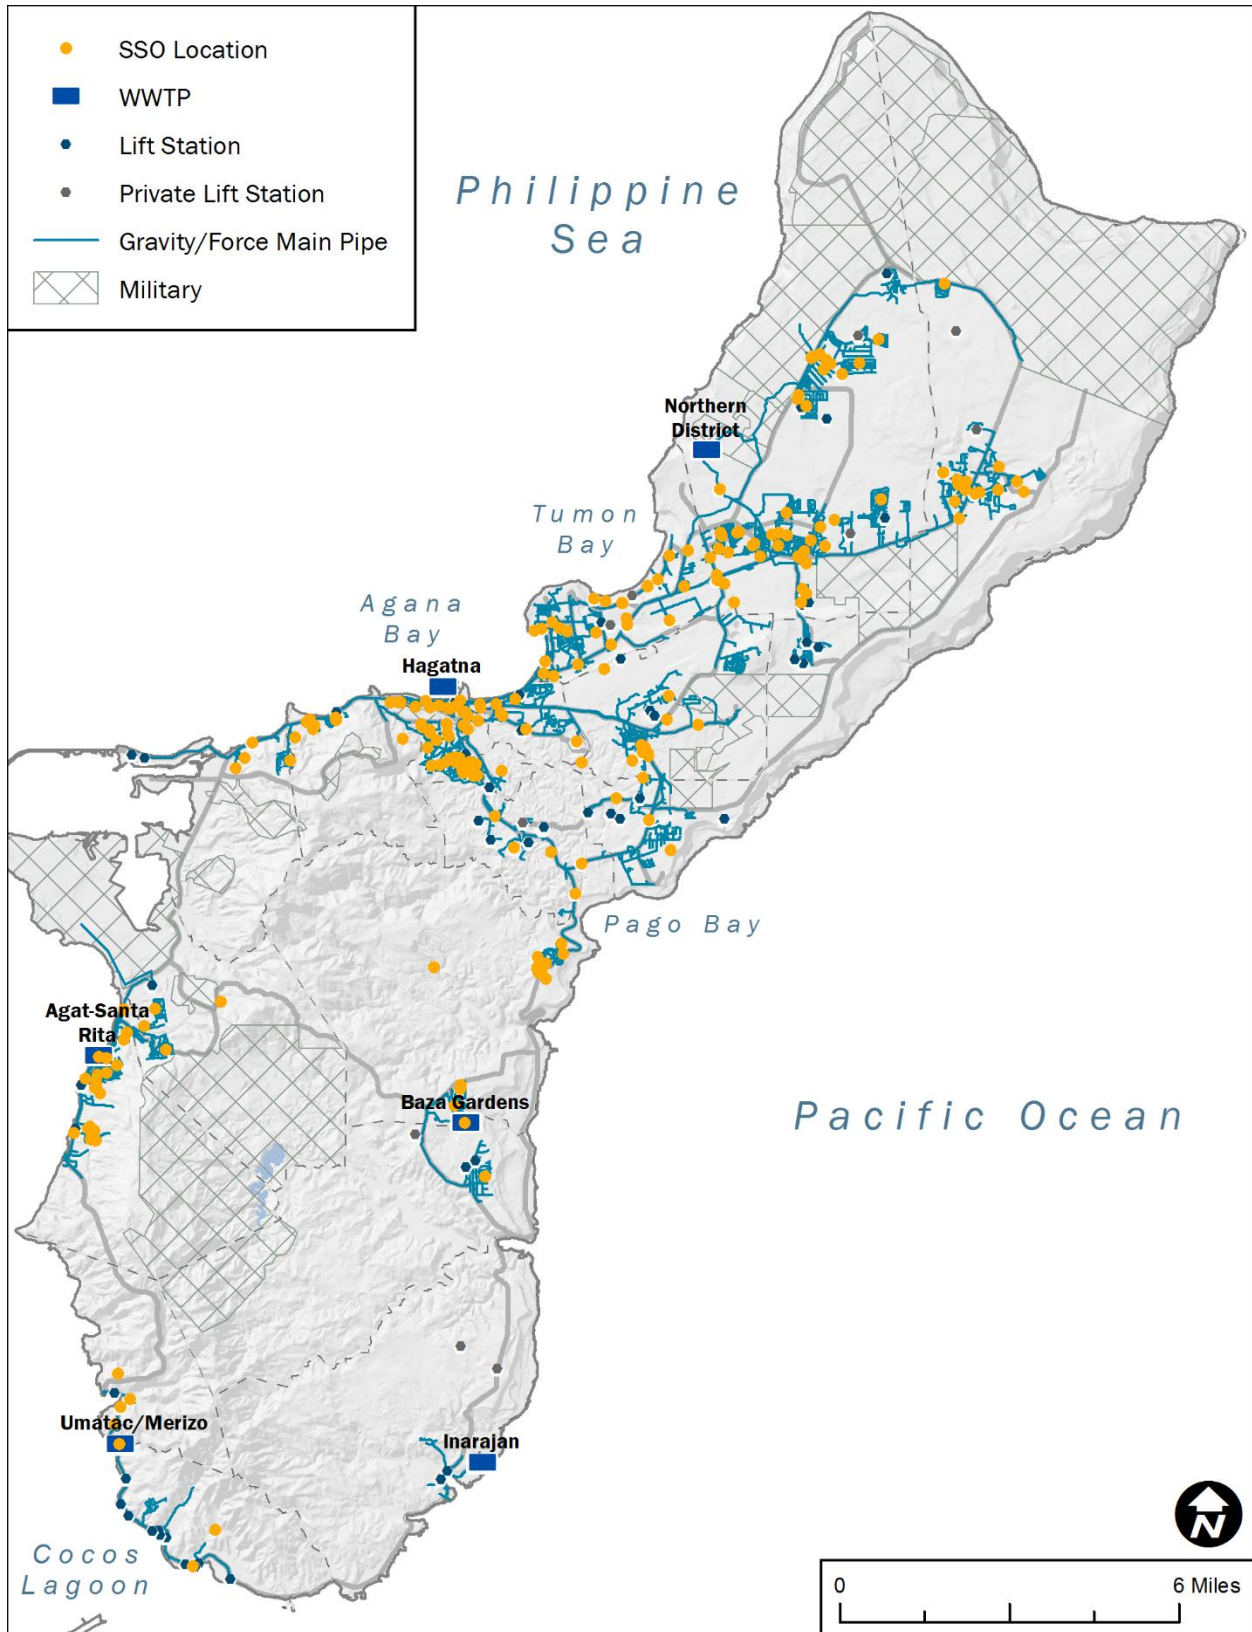 SSO Location
WWTP
Lift Station
Private Lift Station
Gravity/Force Main Pipe
Military
Philippine
Sea
Northern
District
Tumon
Bay
Agana
Bay
Hagatna
Pago Bay
Agat-Santa
Rita
Baza Gardens
Pacific Ocean
Umatac/Merizo
Inarajan
Cocos
Lagoon
N
0 6 Miles